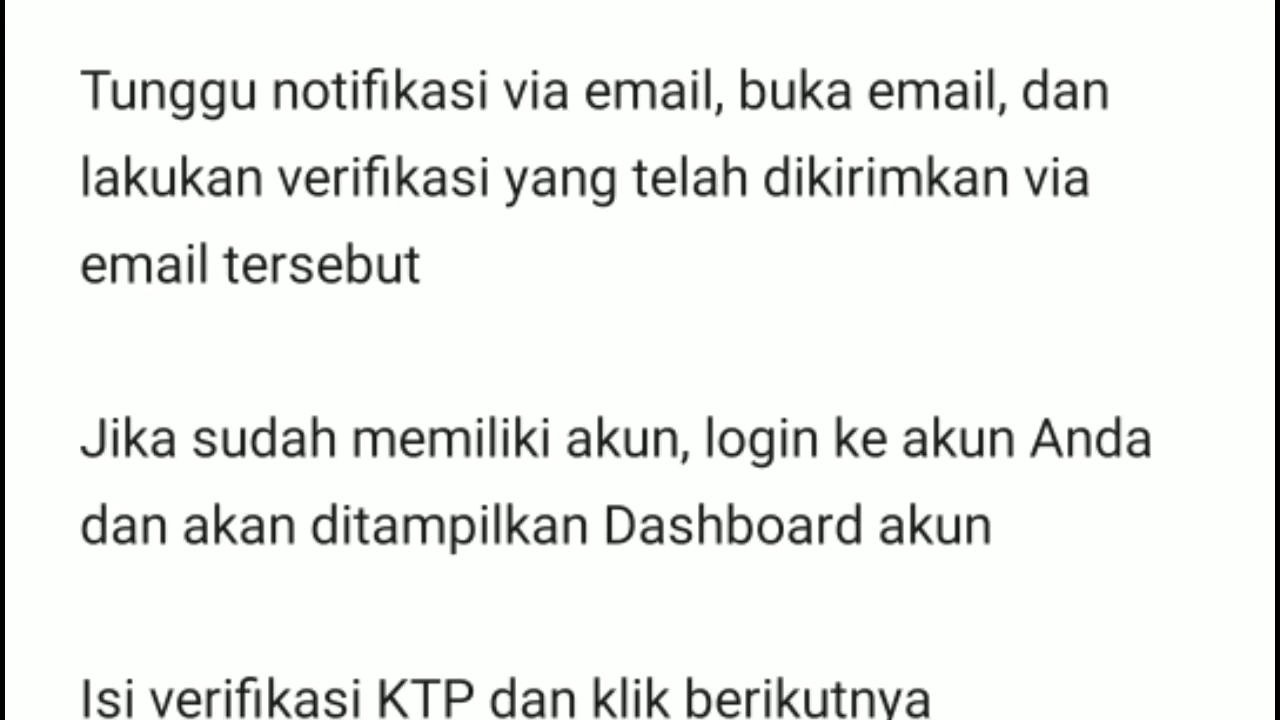 Tunggu notifikasi via email, buka email, dan
lakukan verifikasi yang telah dikirimkan via
email tersebut
Jika sudah memiliki akun, login ke akun Anda
dan akan ditampilkan Dashboard akun
Isi verifikasi KTP dan klik berikutnya